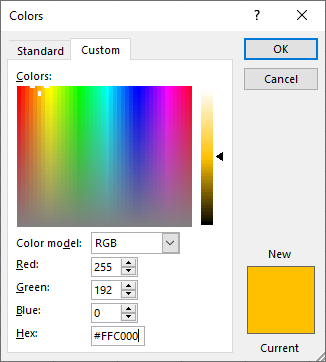 Colors
? ×
Standard
Custom
OK
Cancel
Colors:
Color model: RGB
Red: 255
Green: 192
Blue: 0
Hex: #FFC000
New
Current